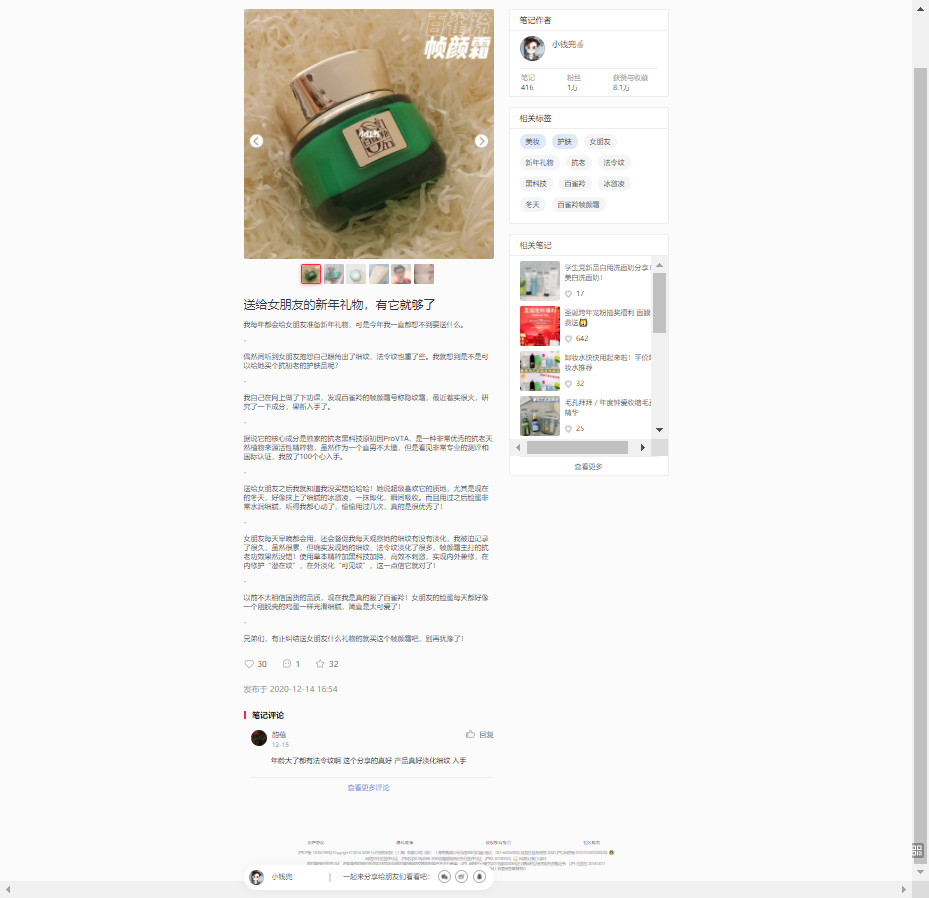 百雀羚
帧颜霜
送给女朋友的新年礼物，有它就够了
我每年都会给女朋友准备新年礼物，可是今年我一直都想不到要送什么。
.
偶然间听到女朋友抱怨自己眼角出了细纹，法令纹也重了些。我就想到是不是可
以给她买个抗初老的护肤品呢？
.
我自己在网上做了下功课，发现百雀羚的帧颜霜号称隐纹霜，最近着实很火，研
究了一下成分，果断入手了。
.
据说它的核心成分是独家的抗老黑科技原初因ProVTA，是一种非常优秀的抗老天
然植物来源活性精粹物，虽然作为一个直男不太懂，但是看见非常专业的测评和
国际认证，我放了100个心入手。
.
送给女朋友之后我就知道我没买错哈哈哈！她说超级喜欢它的质地，尤其是现在
的冬天，好像抹上了细腻的冰激凌，一抹即化，瞬间吸收。而且用过之后脸蛋非
常水润细腻，听得我都心动了，偷偷用过几次，真的是很优秀了！
.
女朋友每天早晚都会用，还会督促我每天观察她的细纹有没有淡化，我被迫记录
了很久，虽然很累，但确实发现她的细纹、法令纹淡化了很多，帧颜霜主打的抗
老功效果然没错！使用草本精粹加黑科技加持，高效不刺激，实现内外兼修，在
内修护“潜在纹”，在外淡化“可见纹”，这一点信它就对了！
.
以前不太相信国货的品质，现在我是真的服了百雀羚！女朋友的脸蛋每天都好像
一个刚脱壳的鸡蛋一样光滑细腻，简直是太可爱了！
.
兄弟们，有正纠结送女朋友什么礼物的就买这个帧颜霜吧，别再犹豫了！
30 1 32
发布于 2020-12-14 16:54
笔记评论
韵蕴
12-15
回复
年龄大了都有法令纹啊 这个分享的真好 产品真好淡化细纹 入手
查看更多评论
小钱兜
一起来分享给朋友们看看吧：
笔记作者
小钱兜
笔记 粉丝 获赞与收藏
416 1万 8.1万
相关标签
美妆 护肤 女朋友
新年礼物 抗老 法令纹
黑科技 百雀羚 冰激凌
冬天 百雀羚帧颜霜
相关笔记
学生党新品自用洗面奶分享！
美白洗面奶！
17
圣诞跨年宠粉抽奖福利 面膜
贵送
642
卸妆水快快用起来啦！平价卸
妆水推荐
32
毛孔拜拜 / 年度钟爱收缩毛孔
精华
25
查看更多